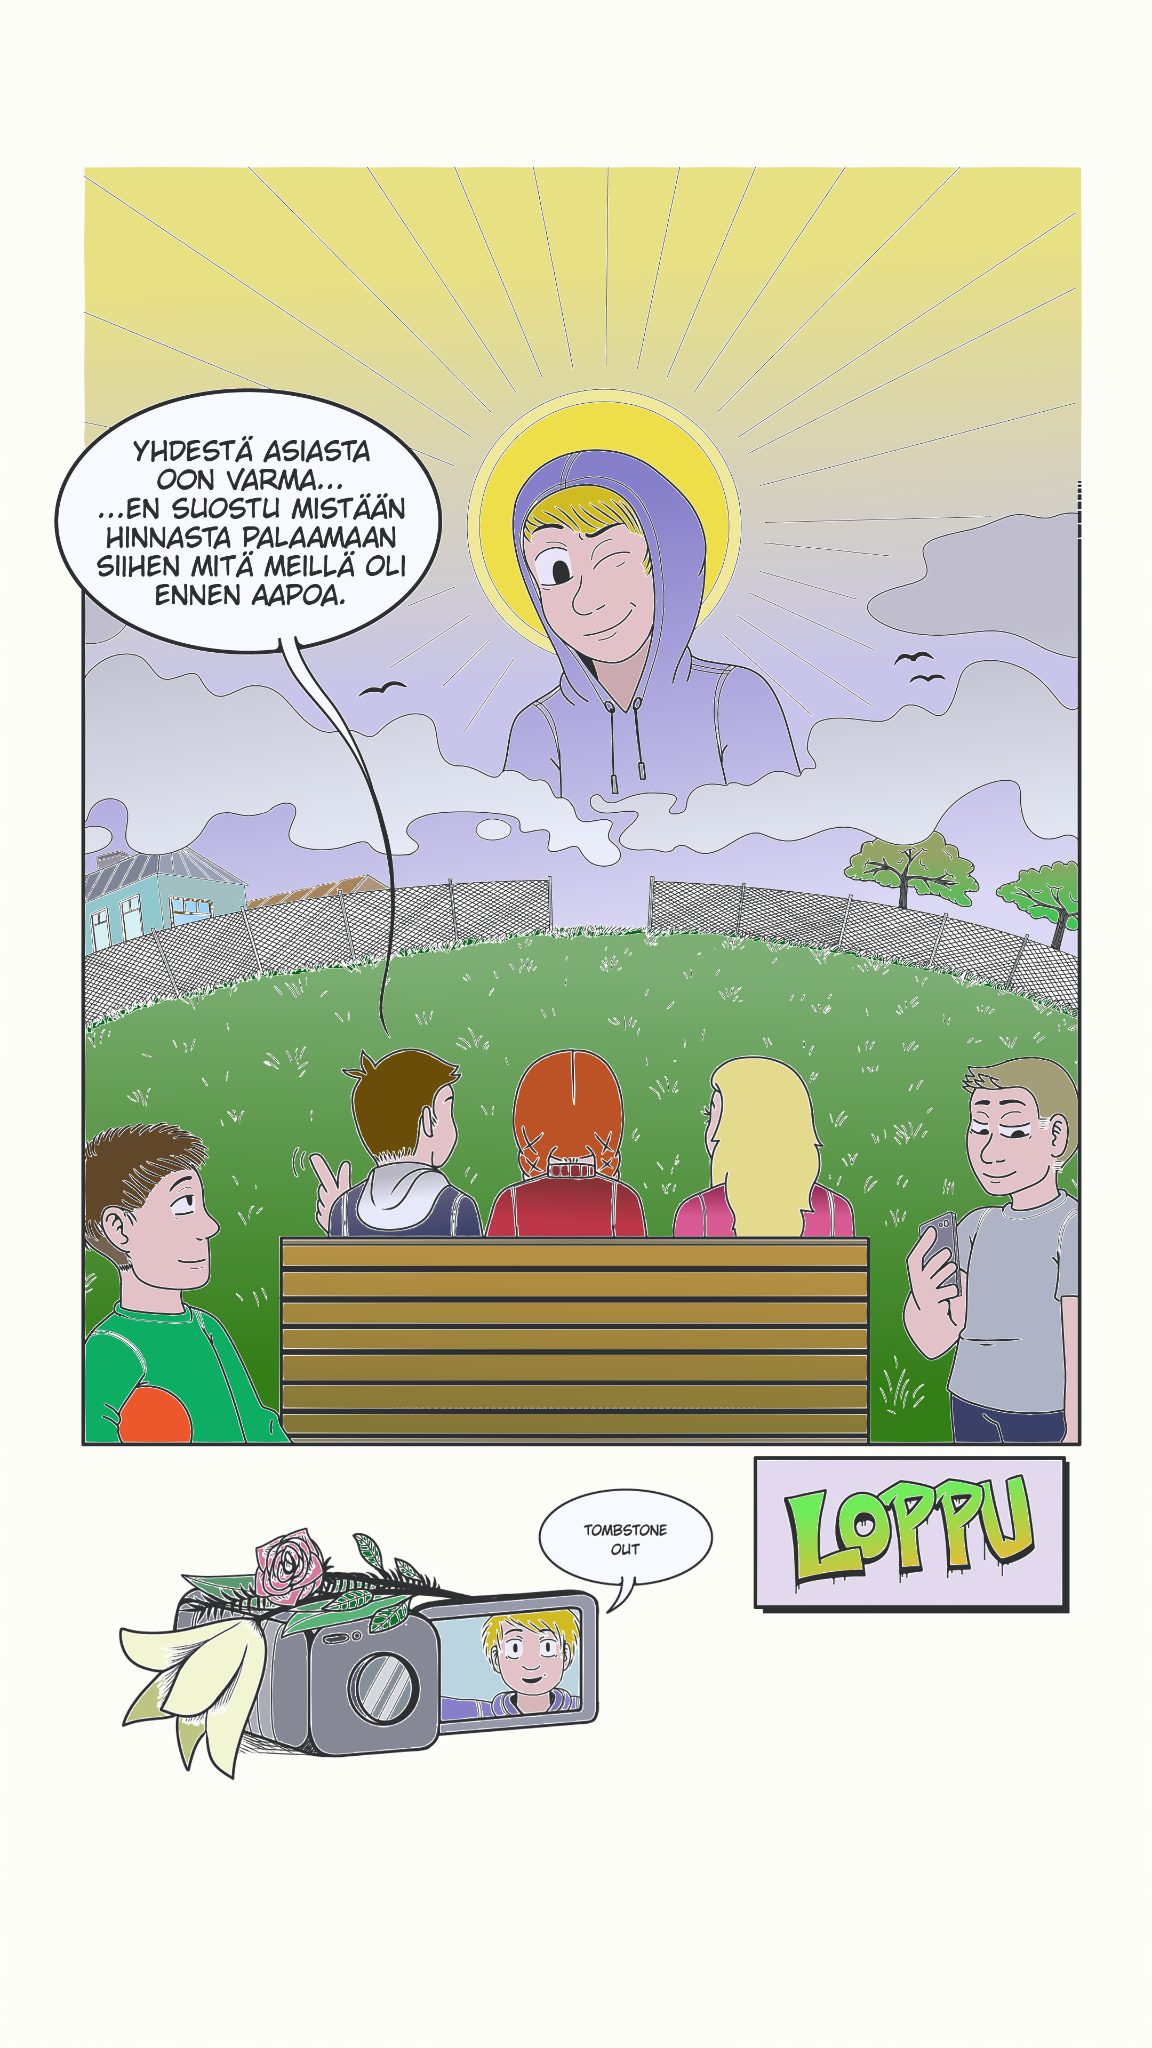 YHDESTÄ ASIASTA
OON VARMA...
...EN SUOSTU MISTÄÄN
HINNASTA PALAAMAAN
SIIHEN MITÄ MEILLÄ OLI
ENNEN AAPOA.
LOPPU
TOMBSTONE
OUT